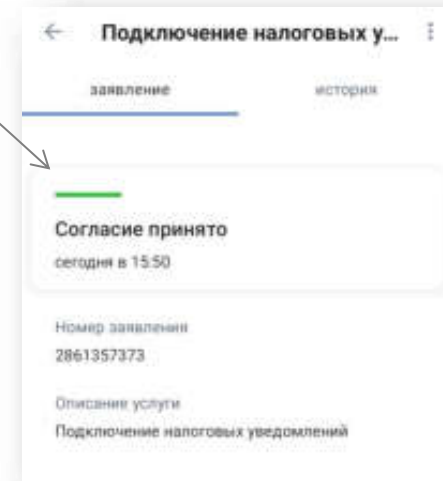 Подключение налоговых у...
заявление история
Согласие принято
сегодня в 15:50
Номер заявления
2861357373
Описание услуги
Подключение налоговых уведомлений